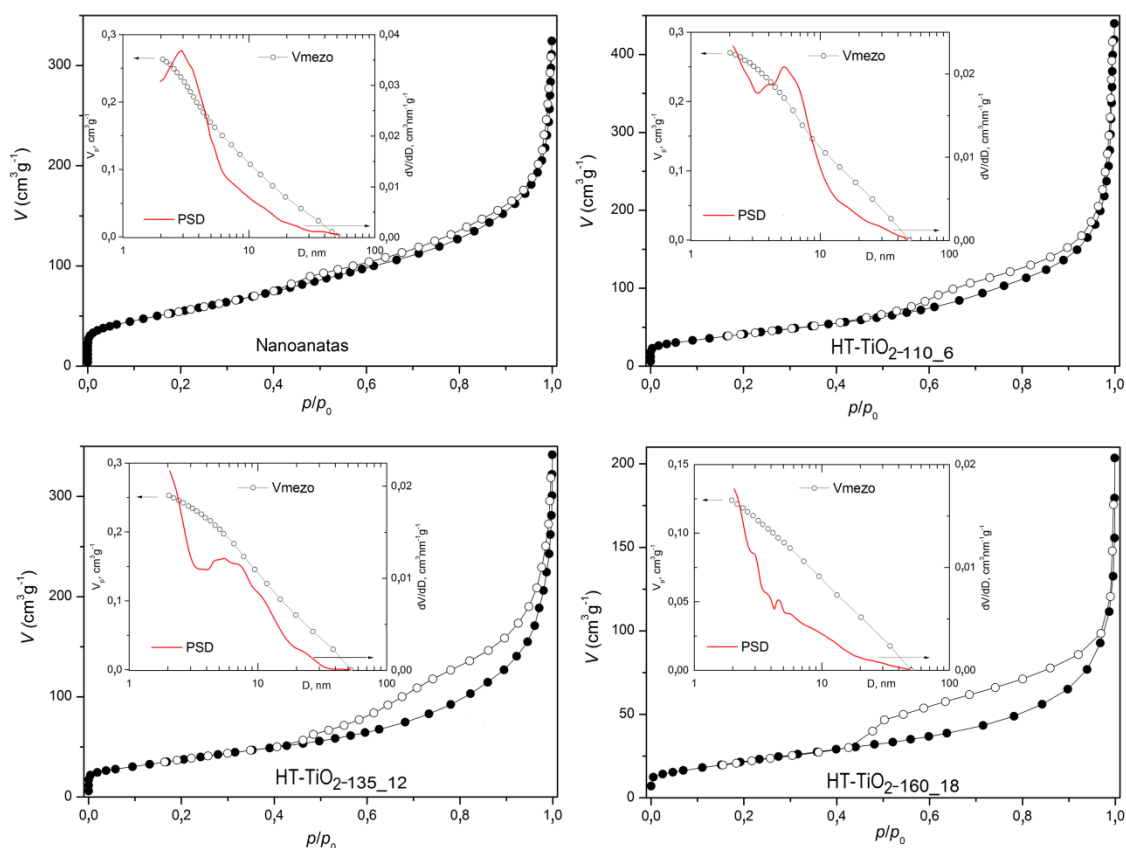 V (cm³g⁻¹)
300
200
100
0
0,0
0,2
0,4
0,6
0,8
1,0
p/p₀
Nanoanatas
Vₚ, cm³g⁻¹
0,3
0,2
0,1
0,0
1
10
100
D, nm
0,04
0,03
0,02
0,01
0,00
dV/dD, cm³nm⁻¹g⁻¹
Vmezo
PSD
V (cm³g⁻¹)
400
300
200
100
0
0,0
0,2
0,4
0,6
0,8
1,0
p/p₀
HT-TiO₂-110_6
Vₚ, cm³g⁻¹
0,3
0,2
0,1
0,0
1
10
100
D, nm
0,02
0,01
0,00
dV/dD, cm³nm⁻¹g⁻¹
Vmezo
PSD
V (cm³g⁻¹)
300
200
100
0
0,0
0,2
0,4
0,6
0,8
1,0
p/p₀
HT-TiO₂-135_12
Vₚ, cm³g⁻¹
0,3
0,2
0,1
0,0
1
10
100
D, nm
0,02
0,01
0,00
dV/dD, cm³nm⁻¹g⁻¹
Vmezo
PSD
V (cm³g⁻¹)
200
150
100
50
0
0,0
0,2
0,4
0,6
0,8
1,0
p/p₀
HT-TiO₂-160_18
Vₚ, cm³g⁻¹
0,15
0,10
0,05
0,00
1
10
100
D, nm
0,02
0,01
0,00
dV/dD, cm³nm⁻¹g⁻¹
Vmezo
PSD